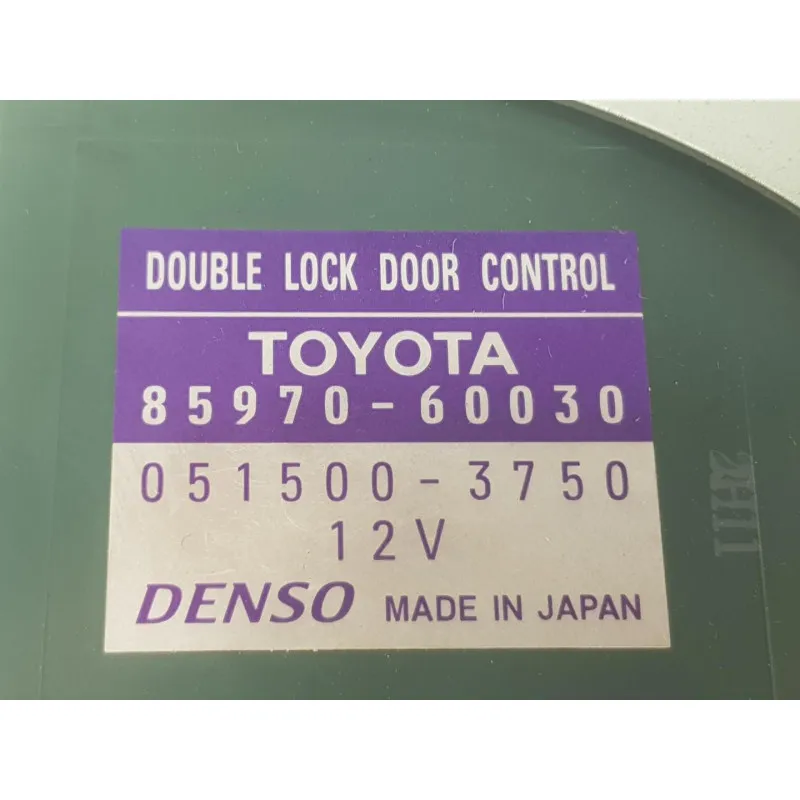 DOUBLE LOCK DOOR CONTROL
TOYOTA
85970-60030
051500-3750
12V
DENSO MADE IN JAPAN